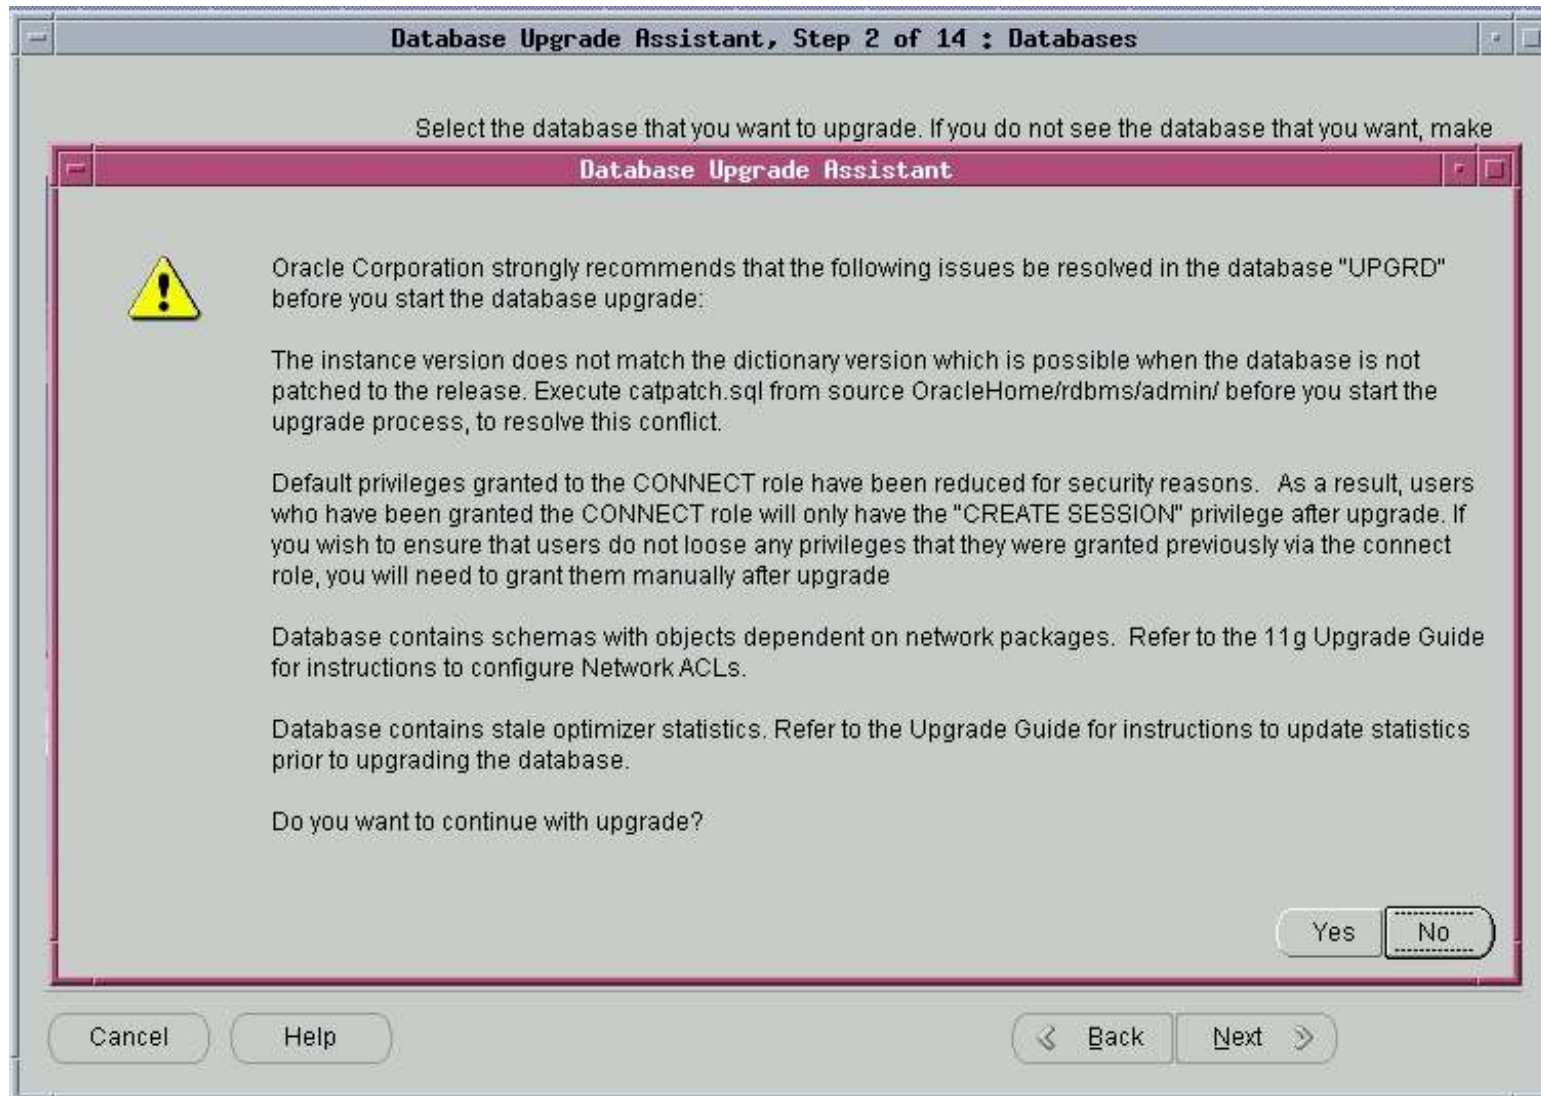 Database Upgrade Assistant, Step 2 of 14 : Databases
Select the database that you want to upgrade. If you do not see the database that you want, make
Database Upgrade Assistant
Oracle Corporation strongly recommends that the following issues be resolved in the database "UPGRD"
before you start the database upgrade:
The instance version does not match the dictionary version which is possible when the database is not
patched to the release. Execute catpatch.sql from source OracleHome/rdbms/admin/ before you start the
upgrade process, to resolve this conflict.
Default privileges granted to the CONNECT role have been reduced for security reasons.   As a result, users
who have been granted the CONNECT role will only have the "CREATE SESSION" privilege after upgrade. If
you wish to ensure that users do not loose any privileges that they were granted previously via the connect
role, you will need to grant them manually after upgrade
Database contains schemas with objects dependent on network packages.  Refer to the 11g Upgrade Guide
for instructions to configure Network ACLs.
Database contains stale optimizer statistics. Refer to the Upgrade Guide for instructions to update statistics
prior to upgrading the database.
Do you want to continue with upgrade?
Yes No
Cancel Help Back Next